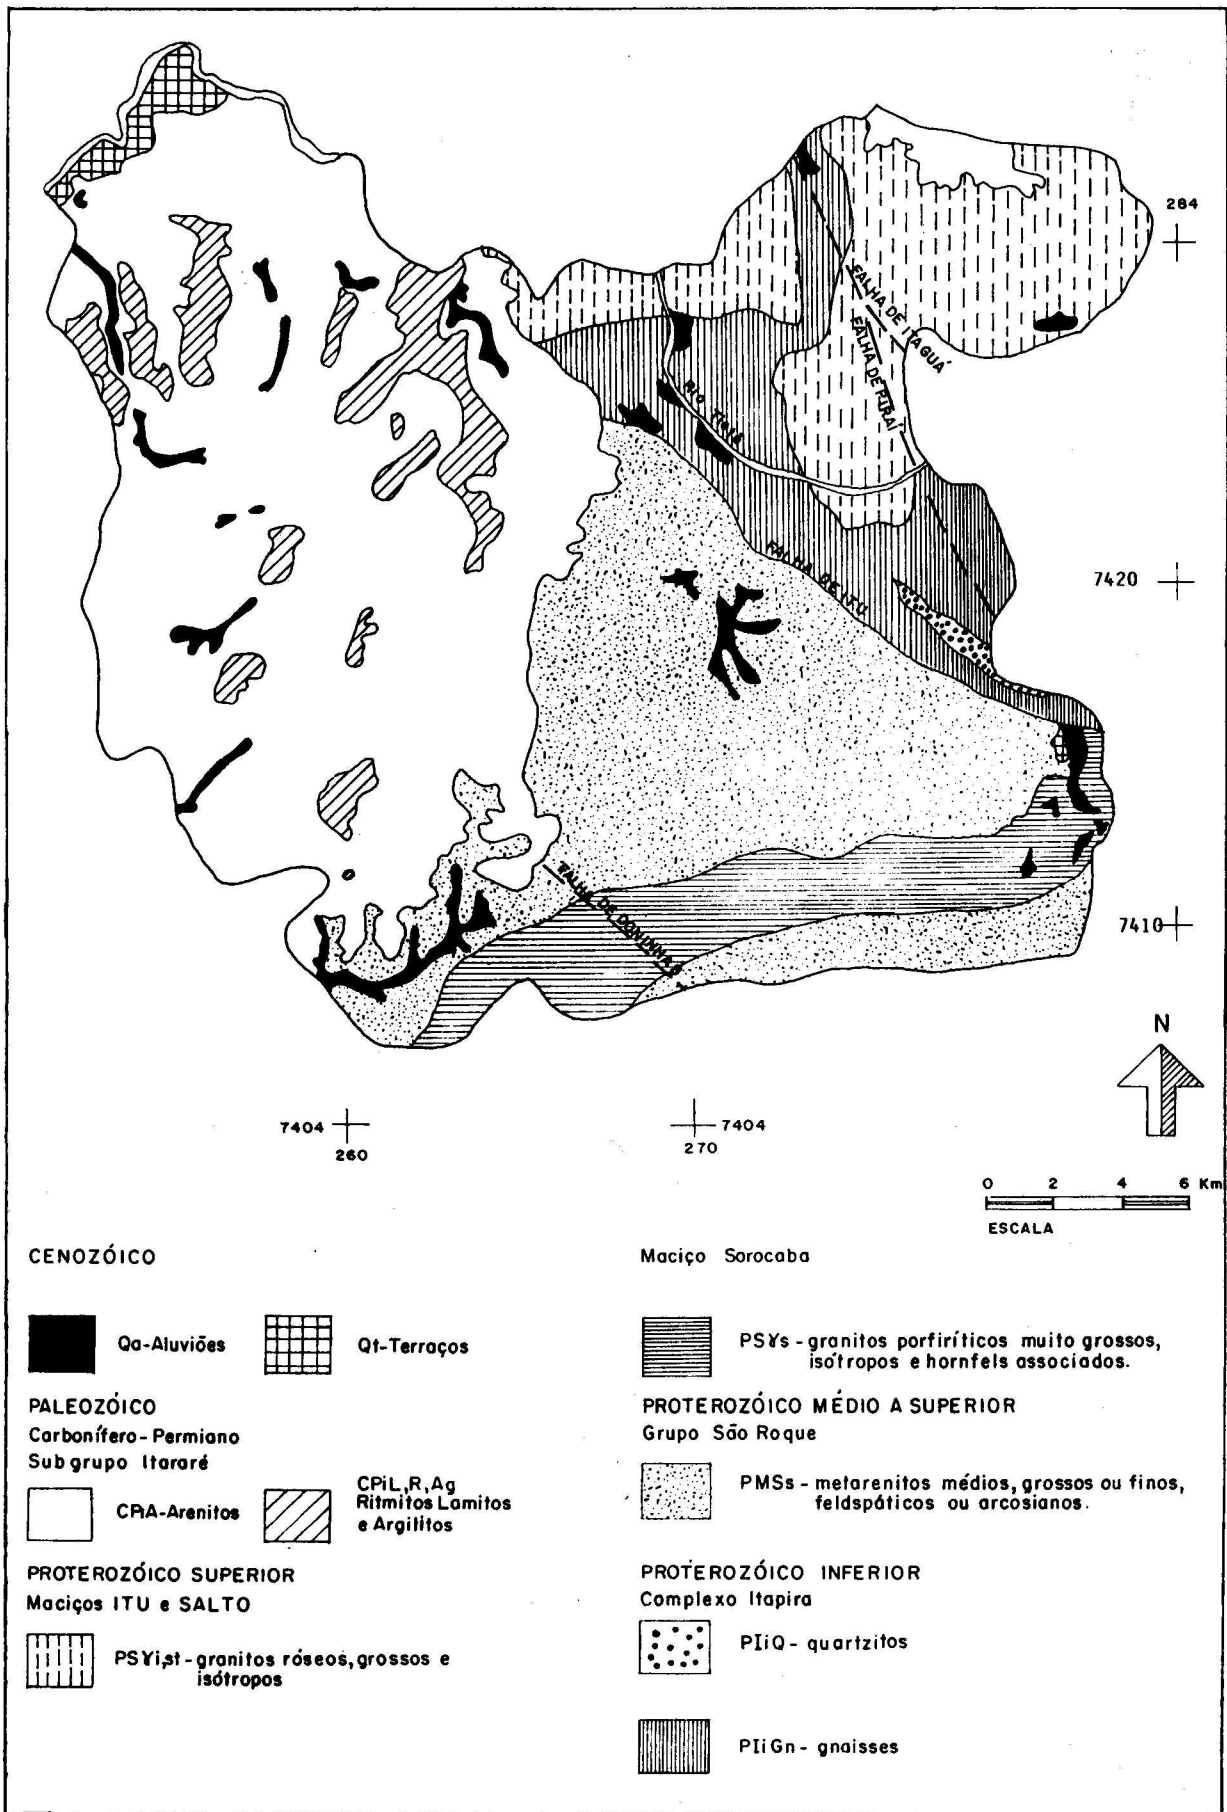 284
FALHA DE ITAGUÁ
FALHA DE PIRAÍ
Rio Tietê
FALHA DE ITU
7420
7410
FALHA DE DONINHAS
N
7404
260
7404
270
0 2 4 6 Km
ESCALA
CENOZÓICO
Qa-Aluviões
Qt-Terraços
PALEOZÓICO
Carbonífero-Permiano
Subgrupo Itararé
CPiA-Arenitos
CPiL,R,Ag
Ritmitos Lamitos
e Argilitos
PROTEROZÓICO SUPERIOR
Maciços ITU e SALTO
PSγi,st-granitos róseos, grossos e
isótropos
Maciço Sorocaba
PSγs-granitos porfiríticos muito grossos,
isótropos e hornfels associados.
PROTEROZÓICO MÉDIO A SUPERIOR
Grupo São Roque
PMSs-metarenitos médios, grossos ou finos,
feldspáticos ou arcosianos.
PROTEROZÓICO INFERIOR
Complexo Itapira
PIiQ-quartzitos
PIiGn-gnaisses